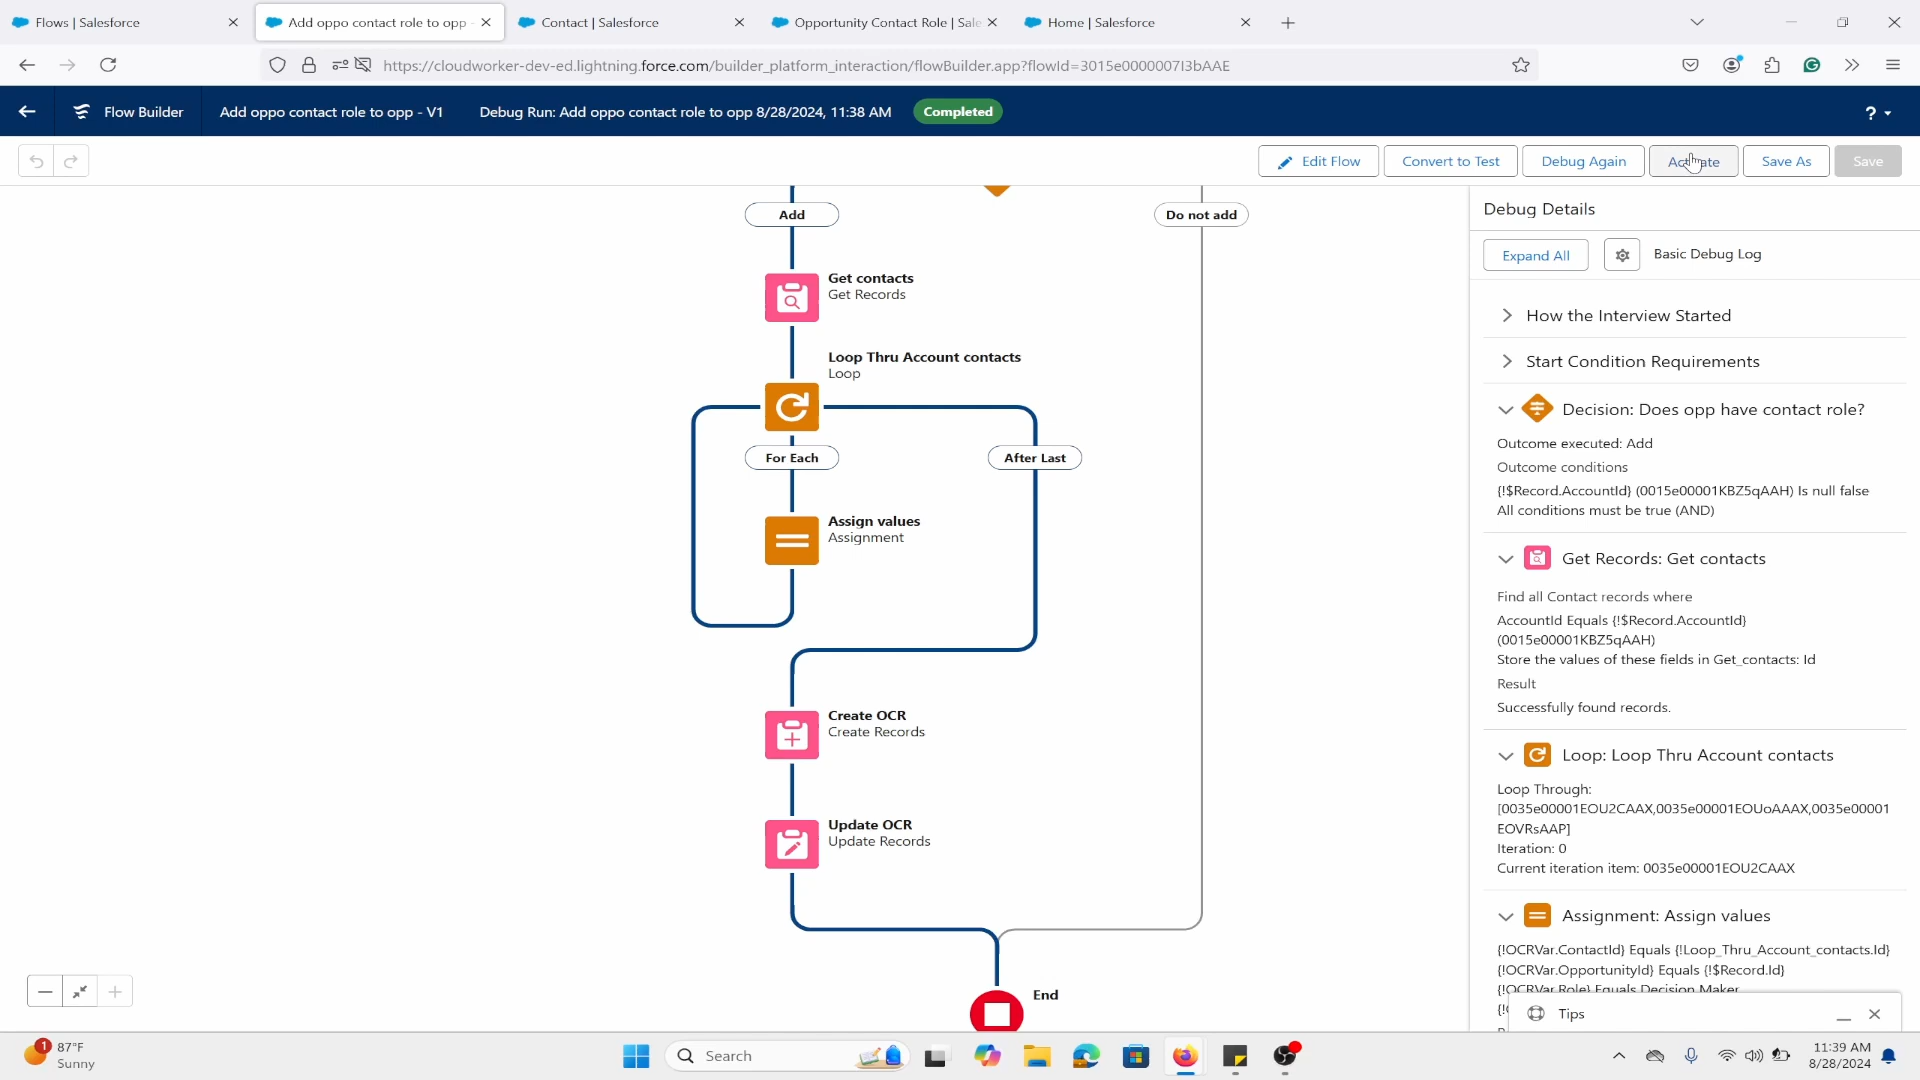 Flows | Salesforce
Add oppo contact role to opp -
Contact | Salesforce
Opportunity Contact Role | Sale
Home | Salesforce
https://cloudworker-dev-ed.lightning.force.com/builder_platform_interaction/flowBuilder.app?flowId=3015e0000007I3bAAE
Flow Builder
Add oppo contact role to opp - V1
Debug Run: Add oppo contact role to opp 8/28/2024, 11:38 AM
Completed
?
Edit Flow
Convert to Test
Debug Again
Activate
Save As
Save
Add
Do not add
Get contacts
Get Records
Loop Thru Account contacts
Loop
For Each
After Last
Assign values
Assignment
Create OCR
Create Records
Update OCR
Update Records
End
Debug Details
Expand All
Basic Debug Log
How the Interview Started
Start Condition Requirements
Decision: Does opp have contact role?
Outcome executed: Add
Outcome conditions
{!$Record.AccountId} (0015e00001KBZ5qAAH) Is null false
All conditions must be true (AND)
Get Records: Get contacts
Find all Contact records where
AccountId Equals {!$Record.AccountId}
(0015e00001KBZ5qAAH)
Store the values of these fields in Get_contacts: Id
Result
Successfully found records.
Loop: Loop Thru Account contacts
Loop Through:
[0035e00001EOU2CAAX,0035e00001EOUoAAAX,0035e00001
EOVRsAAP]
Iteration: 0
Current iteration item: 0035e00001EOU2CAAX
Assignment: Assign values
{!OCRVar.ContactId} Equals {!Loop_Thru_Account_contacts.Id}
{!OCRVar.OpportunityId} Equals {!$Record.Id}
{!OCRVar.Role} Equals Decision Maker
Tips
1
87°F
Sunny
Search
11:39 AM
8/28/2024